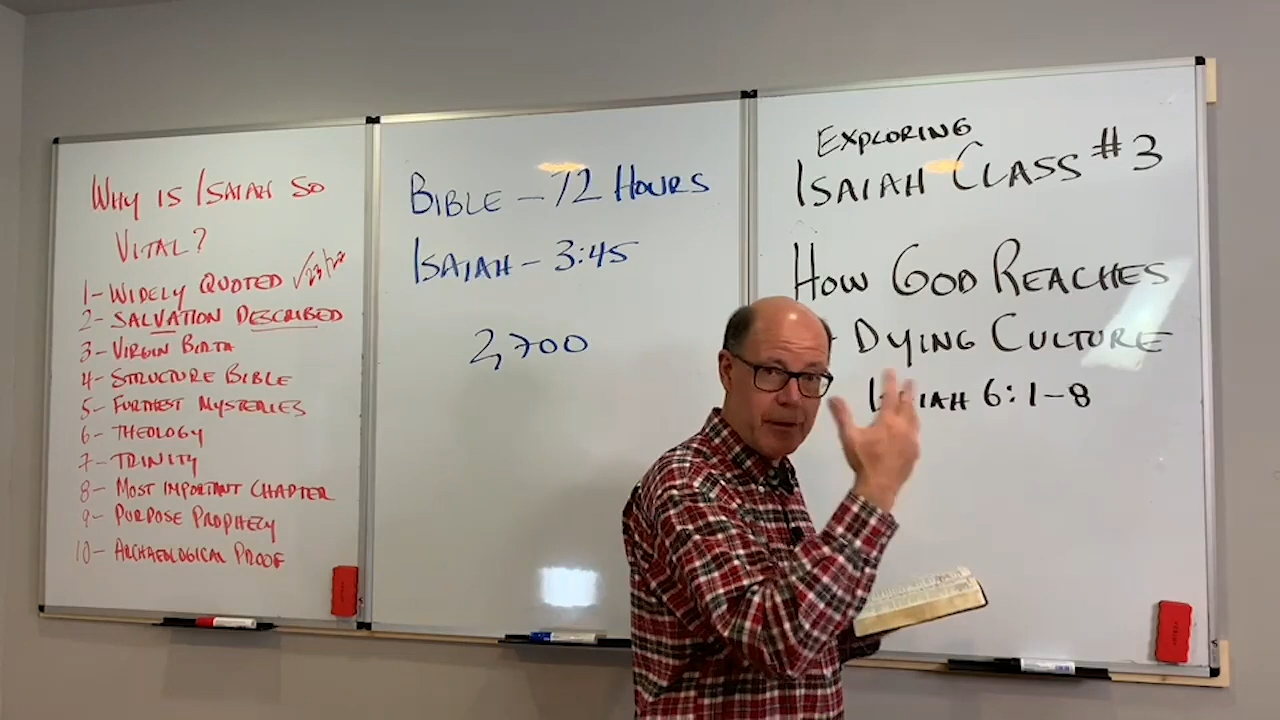 WHY IS ISAIAH SO
VITAL?
1- WIDELY QUOTED
2- SALVATION DESCRIBED
3- VIRGIN BIRTH
4- STRUCTURE BIBLE
5- FURTHEST MYSTERIES
6- THEOLOGY
7- TRINITY
8- MOST IMPORTANT CHAPTER
9- PURPOSE PROPHECY
10- ARCHAEOLOGICAL PROOF
BIBLE - 72 HOURS
ISAIAH - 3:45
2,700
EXPLORING
ISAIAH CLASS #3
HOW GOD REACHES
DYING CULTURE
6:1-8